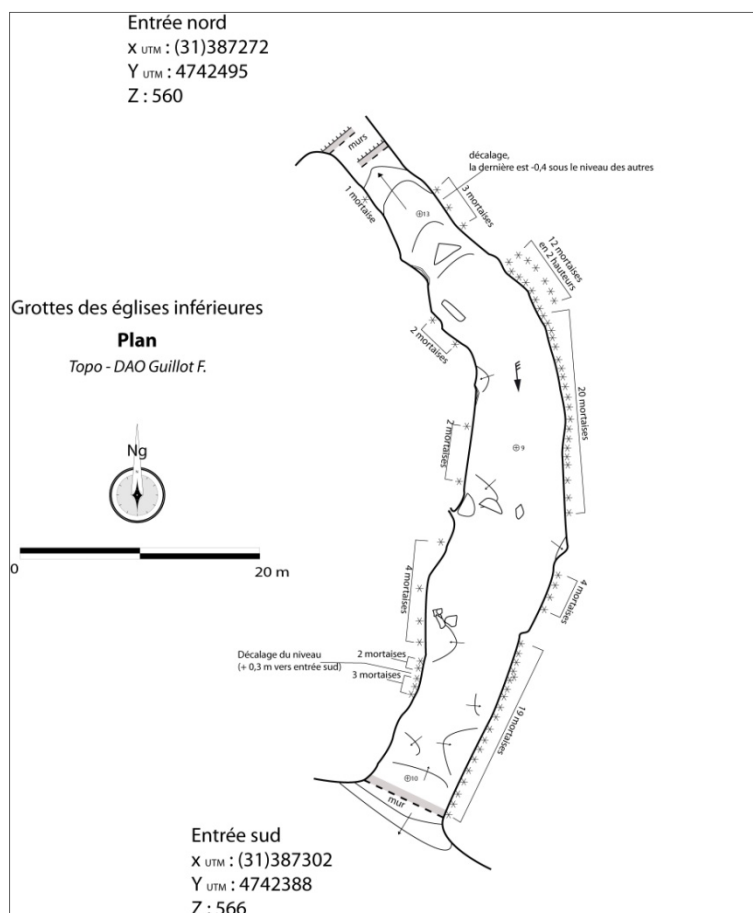 Entrée nord
x UTM : (31)387272
Y UTM : 4742495
Z : 560
murs
décalage,
la dernière est -0,4 sous le niveau des autres
3 mortaises
1 mortaise
13
12 mortaises
en 2 hauteurs
Grottes des églises inférieures
Plan
Topo - DAO Guillot F.
2 mortaises
20 mortaises
Ng
2 mortaises
9
0
20 m
4 mortaises
4 mortaises
Décalage du niveau
(+ 0,3 m vers entrée sud)
2 mortaises
3 mortaises
19 mortaises
10
mur
Entrée sud
x UTM : (31)387302
Y UTM : 4742388
Z : 566